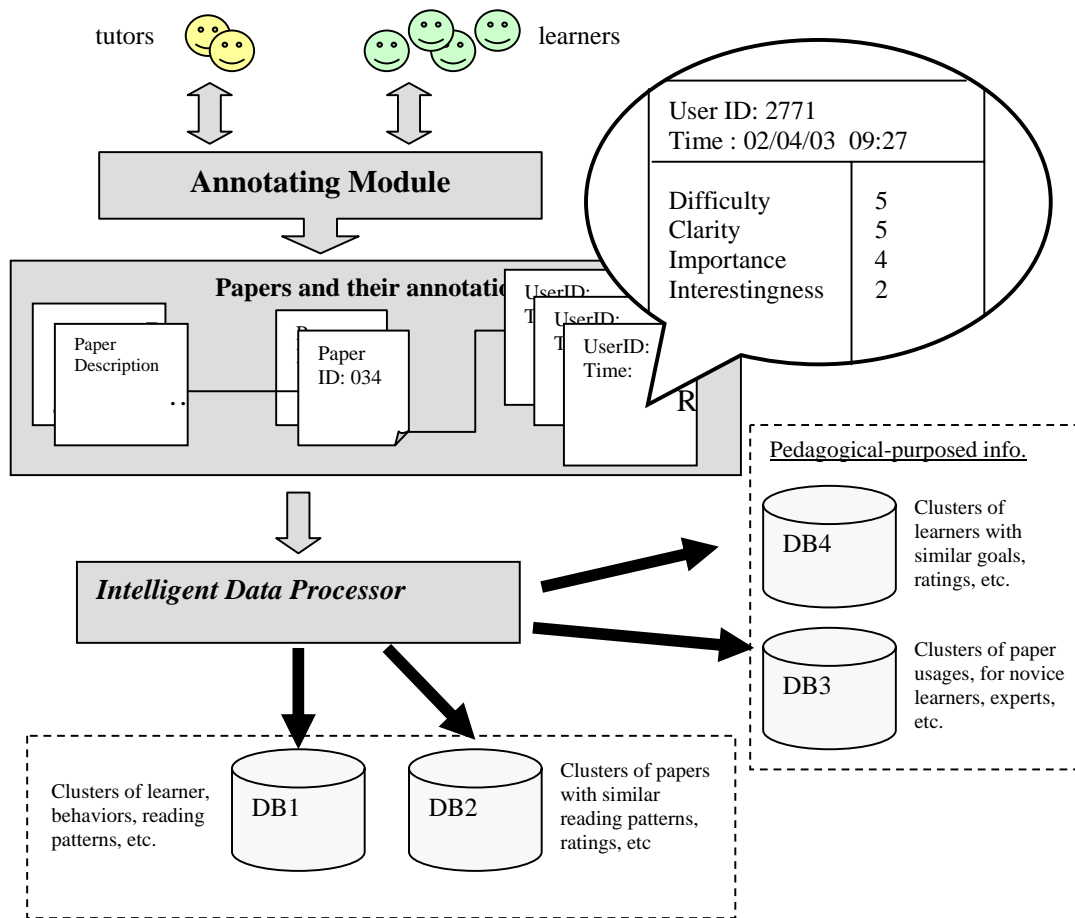 tutors
learners
User ID: 2771
Time : 02/04/03 09:27
Difficulty 5
Clarity 5
Importance 4
Interestingness 2
Annotating Module
Papers and their annotatio
Paper
Description
. .
Paper
ID: 034
UserID:
T
UserID:
T
UserID:
Time:
R
Intelligent Data Processor
Pedagogical-purposed info.
DB4
Clusters of
learners with
similar goals,
ratings, etc.
DB3
Clusters of paper
usages, for novice
learners, experts,
etc.
Clusters of learner,
behaviors, reading
patterns, etc.
DB1
DB2
Clusters of papers
with similar
reading patterns,
ratings, etc